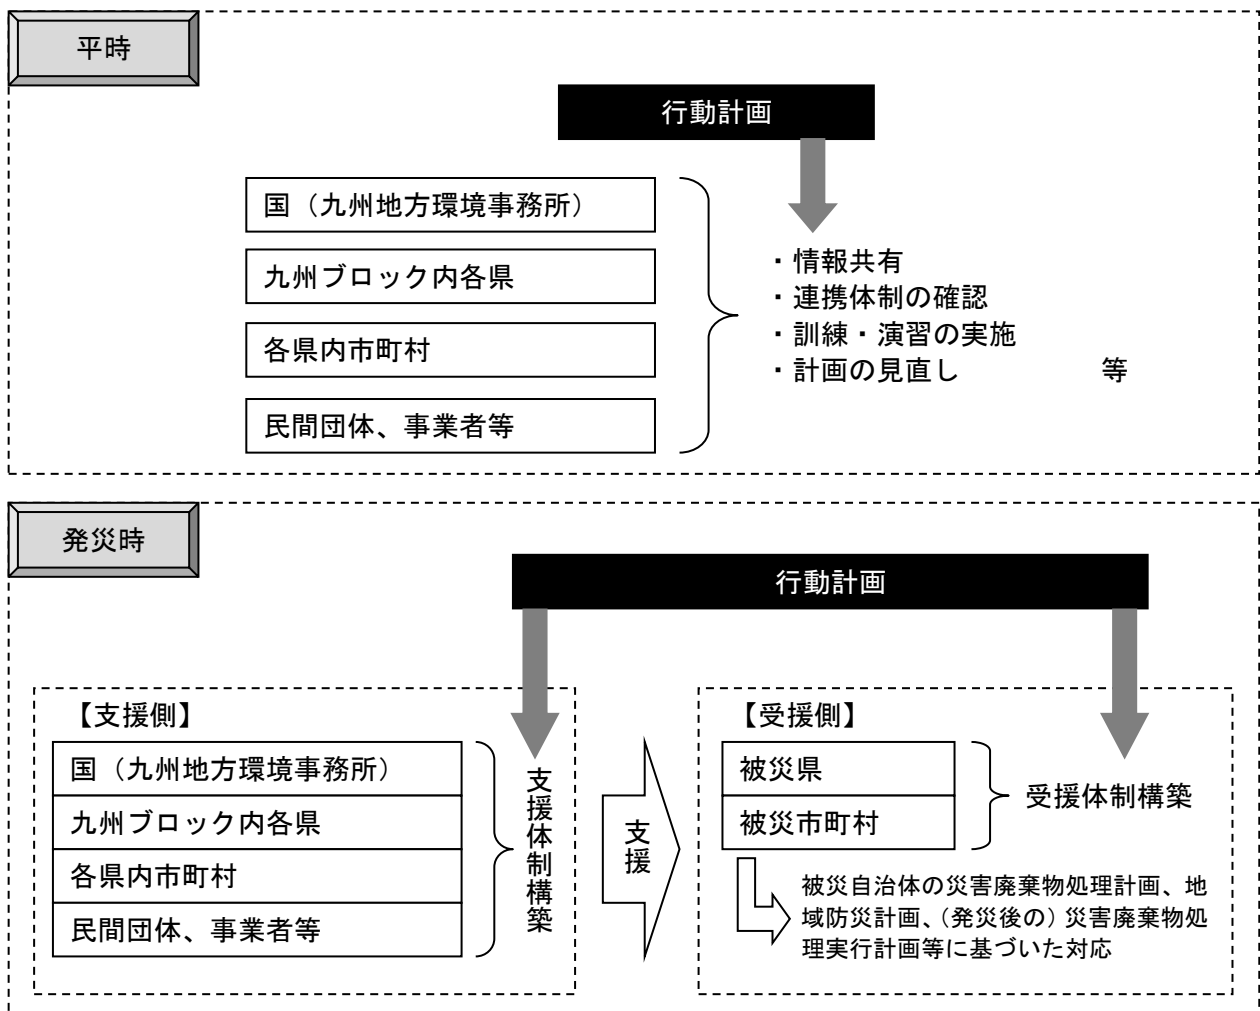 平時
行動計画
国（九州地方環境事務所）
九州ブロック内各県
各県内市町村
民間団体、事業者等
・情報共有
・連携体制の確認
・訓練・演習の実施
・計画の見直し　　　　　等
発災時
行動計画
【支援側】
国（九州地方環境事務所）
九州ブロック内各県
各県内市町村
民間団体、事業者等
支援体制構築
支援
【受援側】
被災県
被災市町村
受援体制構築
被災自治体の災害廃棄物処理計画、地
域防災計画、（発災後の）災害廃棄物処
理実行計画等に基づいた対応